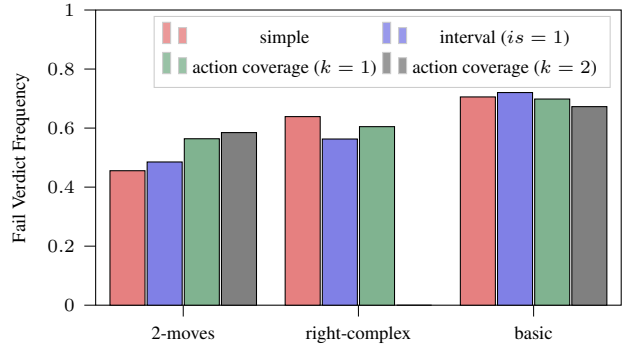 1
0.8
0.6
0.4
0.2
0
Fail Verdict Frequency
simple
interval (is = 1)
action coverage (k = 1)
action coverage (k = 2)
2-moves
right-complex
basic